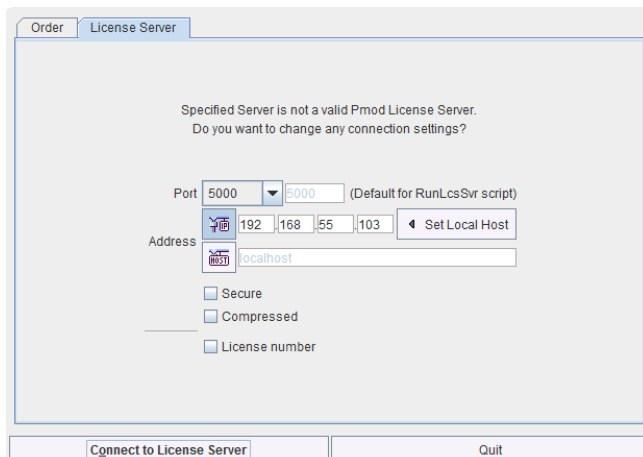 Order License Server
Specified Server is not a valid Pmod License Server.
Do you want to change any connection settings?
Port 5000 5000 (Default for RunLcsSvr script)
IP 192 .168 .55 .103 Set Local Host
Address
HOST localhost
Secure
Compressed
License number
Connect to License Server Quit